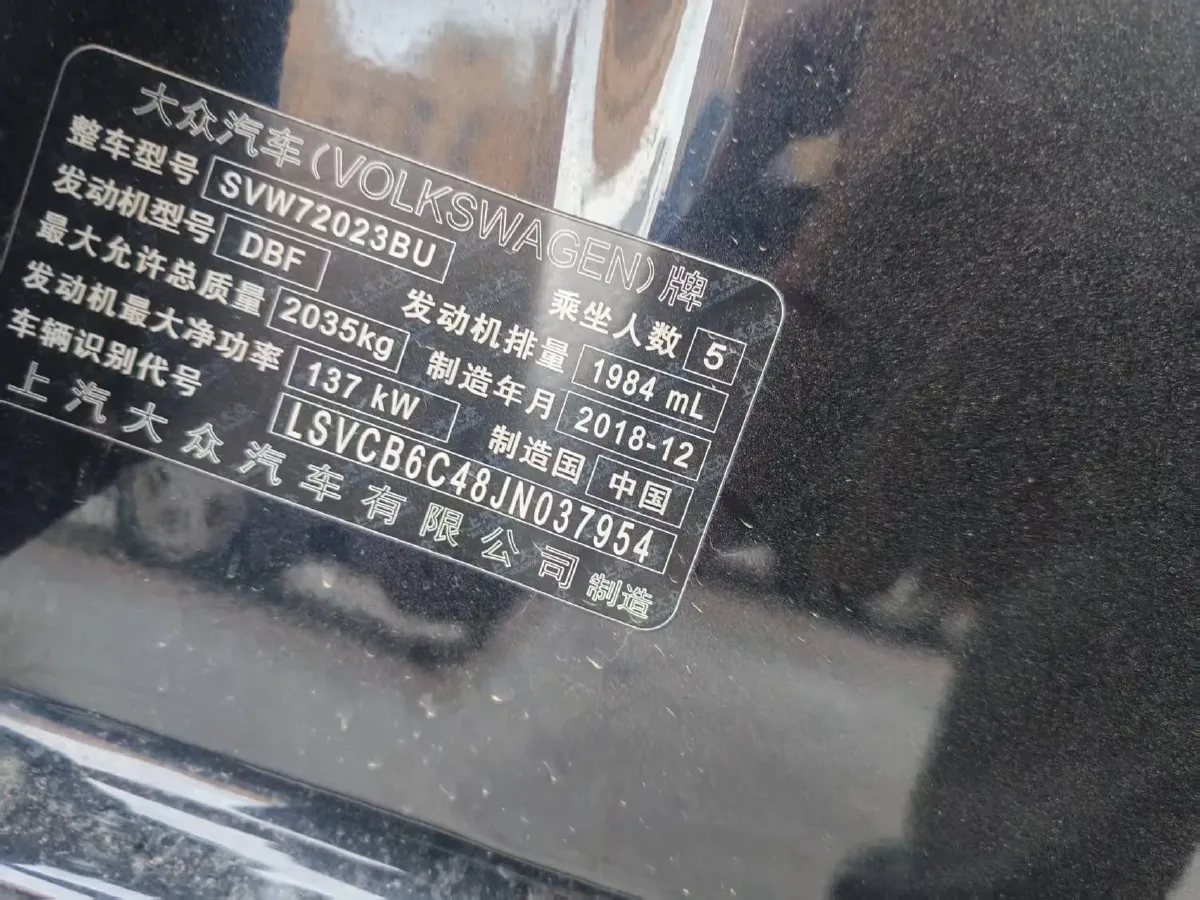 大众汽车(VOLKSWAGEN)牌
整车型号 SVW72023BU 乘坐人数 5
发动机型号 DBF 发动机排量 1984 mL
最大允许总质量 2035kg 制造年月 2018-12
发动机最大净功率 137 kW 制造国 中国
车辆识别代号 LSVCB6C48JN037954
上汽大众汽车有限公司 制造